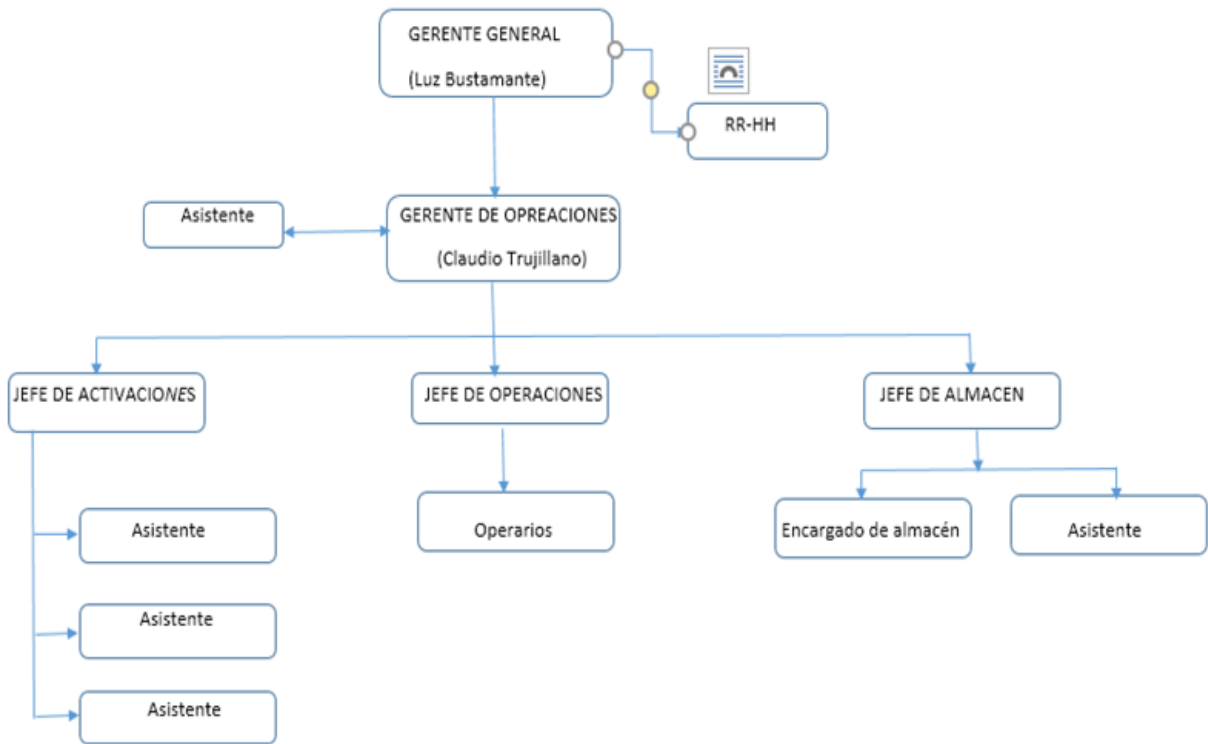 GERENTE GENERAL
(Luz Bustamante)
RR-HH
Asistente
GERENTE DE OPREACIONES
(Claudio Trujillano)
JEFE DE ACTIVACIONES
JEFE DE OPERACIONES
JEFE DE ALMACEN
Asistente
Operarios
Encargado de almacén
Asistente
Asistente
Asistente